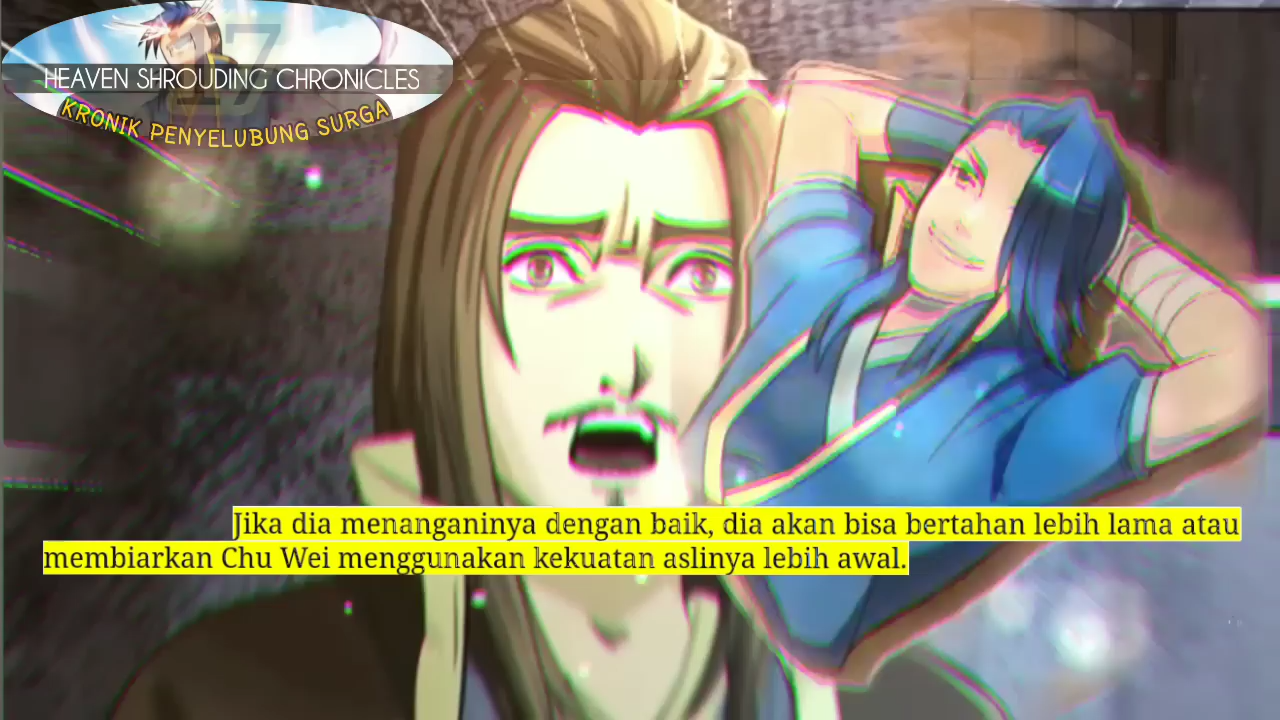 17
HEAVEN SHROUDING CHRONICLES
KRONIK PENYELUBUNG SURGA
Jika dia menanganinya dengan baik, dia akan bisa bertahan lebih lama atau
membiarkan Chu Wei menggunakan kekuatan aslinya lebih awal.